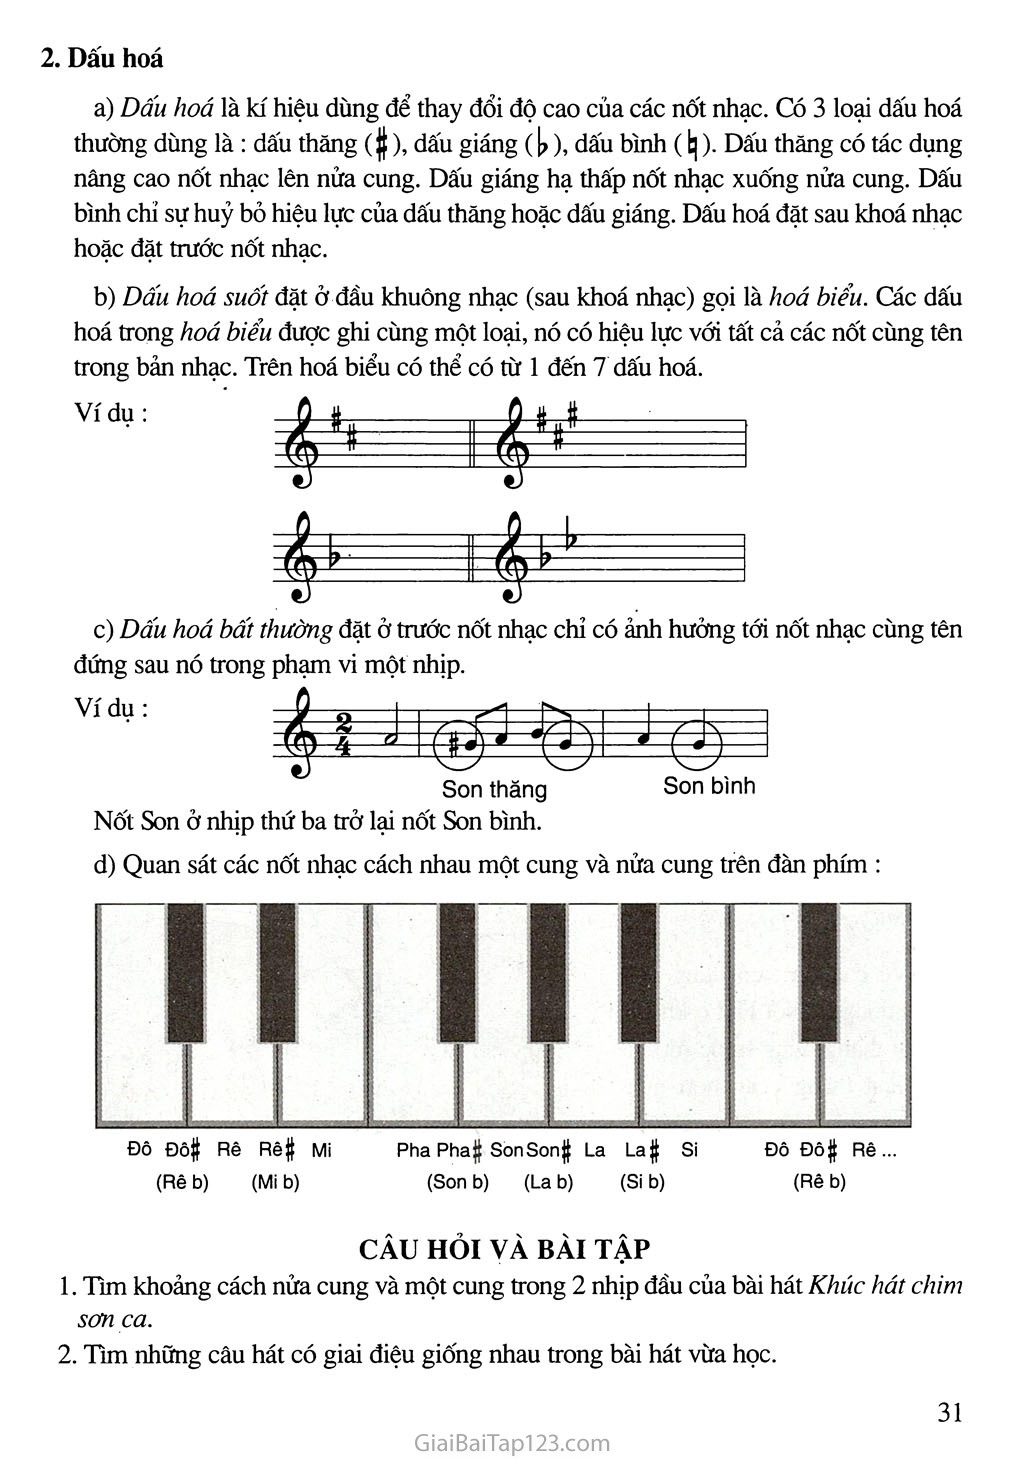 2. Dấu hoá
a) Dấu hoá là kí hiệu dùng để thay đổi độ cao của các nốt nhạc. Có 3 loại dấu hoá
thường dùng là : dấu thăng (♯), dấu giáng (♭), dấu bình (♮). Dấu thăng có tác dụng
nâng cao nốt nhạc lên nửa cung. Dấu giáng hạ thấp nốt nhạc xuống nửa cung. Dấu
bình chỉ sự huỷ bỏ hiệu lực của dấu thăng hoặc dấu giáng. Dấu hoá đặt sau khoá nhạc
hoặc đặt trước nốt nhạc.
b) Dấu hoá suốt đặt ở đầu khuông nhạc (sau khoá nhạc) gọi là hoá biểu. Các dấu
hoá trong hoá biểu được ghi cùng một loại, nó có hiệu lực với tất cả các nốt cùng tên
trong bản nhạc. Trên hoá biểu có thể có từ 1 đến 7 dấu hoá.
Ví dụ :
c) Dấu hoá bất thường đặt ở trước nốt nhạc chỉ có ảnh hưởng tới nốt nhạc cùng tên
đứng sau nó trong phạm vi một nhịp.
Ví dụ :
2
4
Son thăng Son bình
Nốt Son ở nhịp thứ ba trở lại nốt Son bình.
d) Quan sát các nốt nhạc cách nhau một cung và nửa cung trên đàn phím :
Đô Đô♯ Rê Rê♯ Mi Pha Pha♯ Son Son♯ La La♯ Si Đô Đô♯ Rê ...
(Rê b) (Mi b) (Son b) (La b) (Si b) (Rê b)
CÂU HỎI VÀ BÀI TẬP
1. Tìm khoảng cách nửa cung và một cung trong 2 nhịp đầu của bài hát Khúc hát chim
sơn ca.
2. Tìm những câu hát có giai điệu giống nhau trong bài hát vừa học.
31
GiaiBaiTap123.com